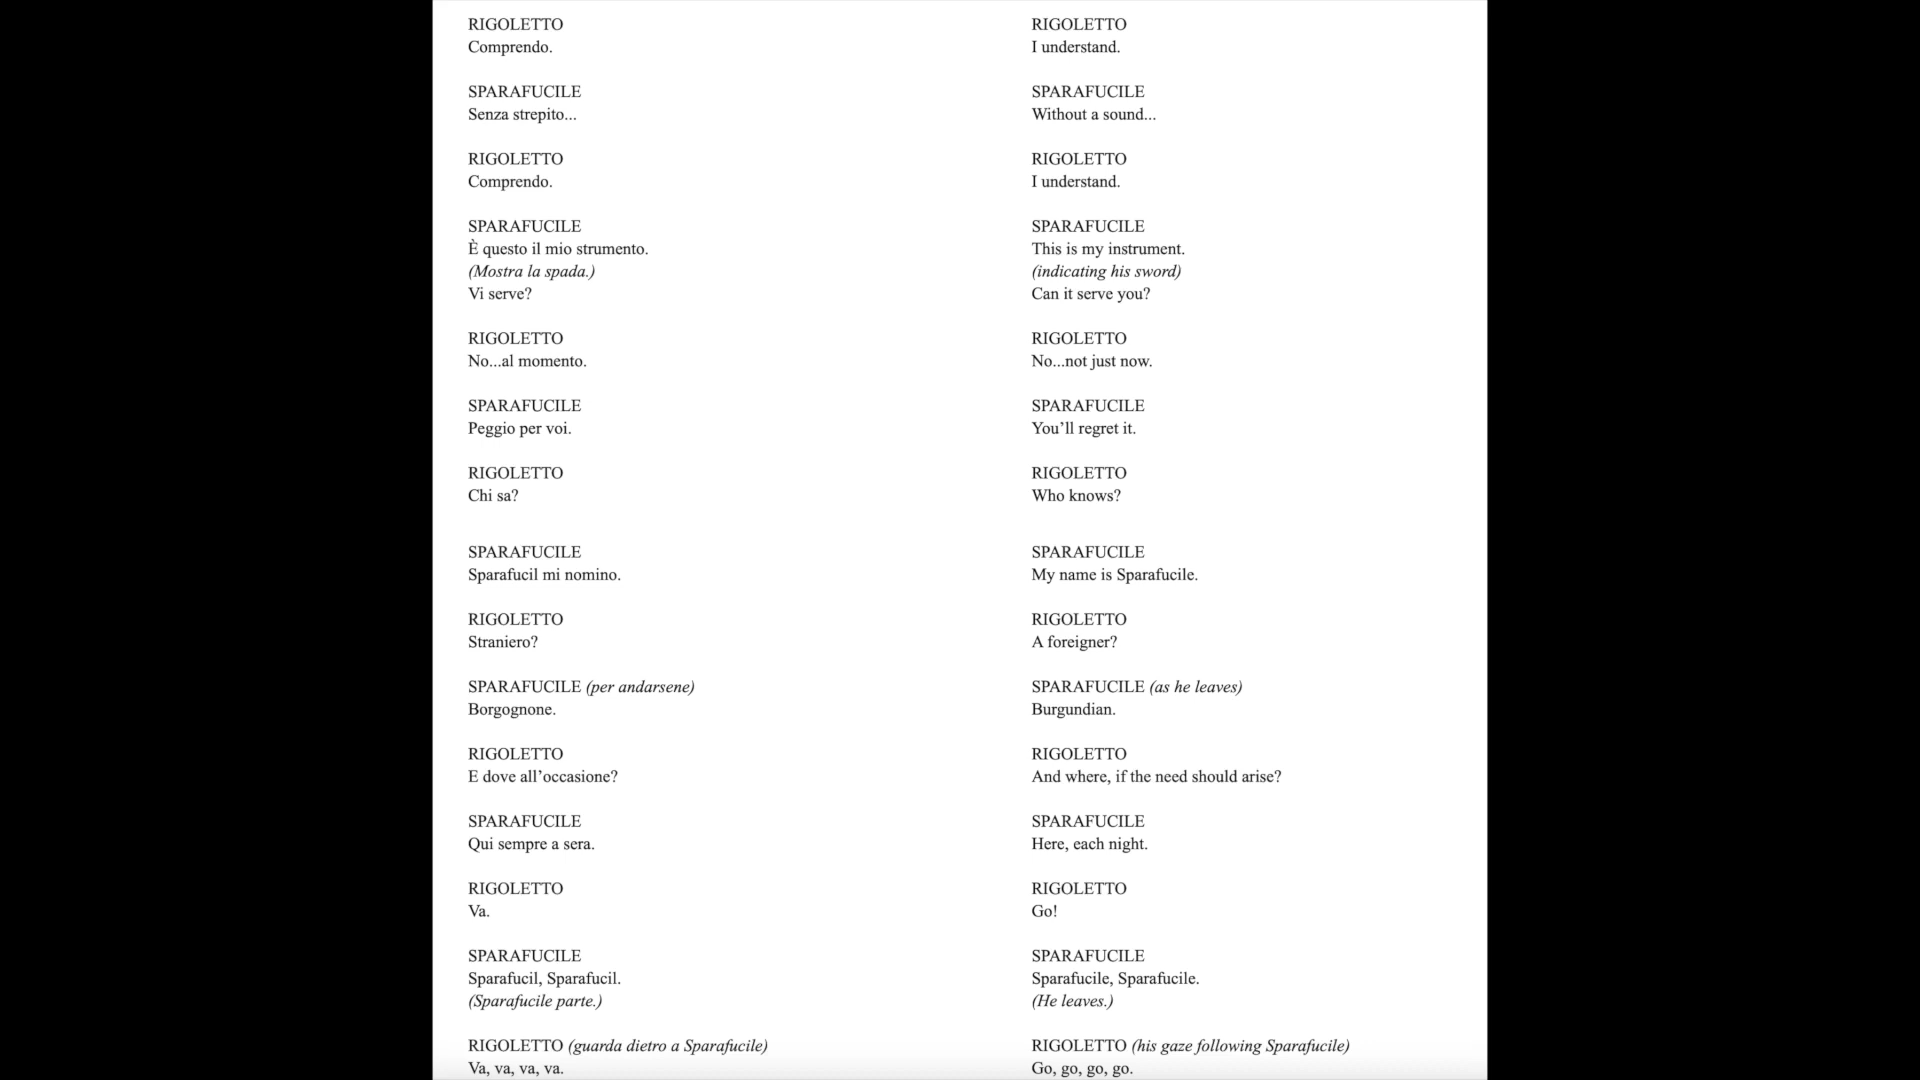 RIGOLETTO
Comprendo.
SPARAFUCILE
Senza strepito...
RIGOLETTO
Comprendo.
SPARAFUCILE
È questo il mio strumento.
(Mostra la spada.)
Vi serve?
RIGOLETTO
No...al momento.
SPARAFUCILE
Peggio per voi.
RIGOLETTO
Chi sa?
SPARAFUCILE
Sparafucil mi nomino.
RIGOLETTO
Straniero?
SPARAFUCILE (per andarsene)
Borgognone.
RIGOLETTO
E dove all’occasione?
SPARAFUCILE
Qui sempre a sera.
RIGOLETTO
Va.
SPARAFUCILE
Sparafucil, Sparafucil.
(Sparafucile parte.)
RIGOLETTO (guarda dietro a Sparafucile)
Va, va, va, va.
RIGOLETTO
I understand.
SPARAFUCILE
Without a sound...
RIGOLETTO
I understand.
SPARAFUCILE
This is my instrument.
(indicating his sword)
Can it serve you?
RIGOLETTO
No...not just now.
SPARAFUCILE
You’ll regret it.
RIGOLETTO
Who knows?
SPARAFUCILE
My name is Sparafucile.
RIGOLETTO
A foreigner?
SPARAFUCILE (as he leaves)
Burgundian.
RIGOLETTO
And where, if the need should arise?
SPARAFUCILE
Here, each night.
RIGOLETTO
Go!
SPARAFUCILE
Sparafucile, Sparafucile.
(He leaves.)
RIGOLETTO (his gaze following Sparafucile)
Go, go, go, go.